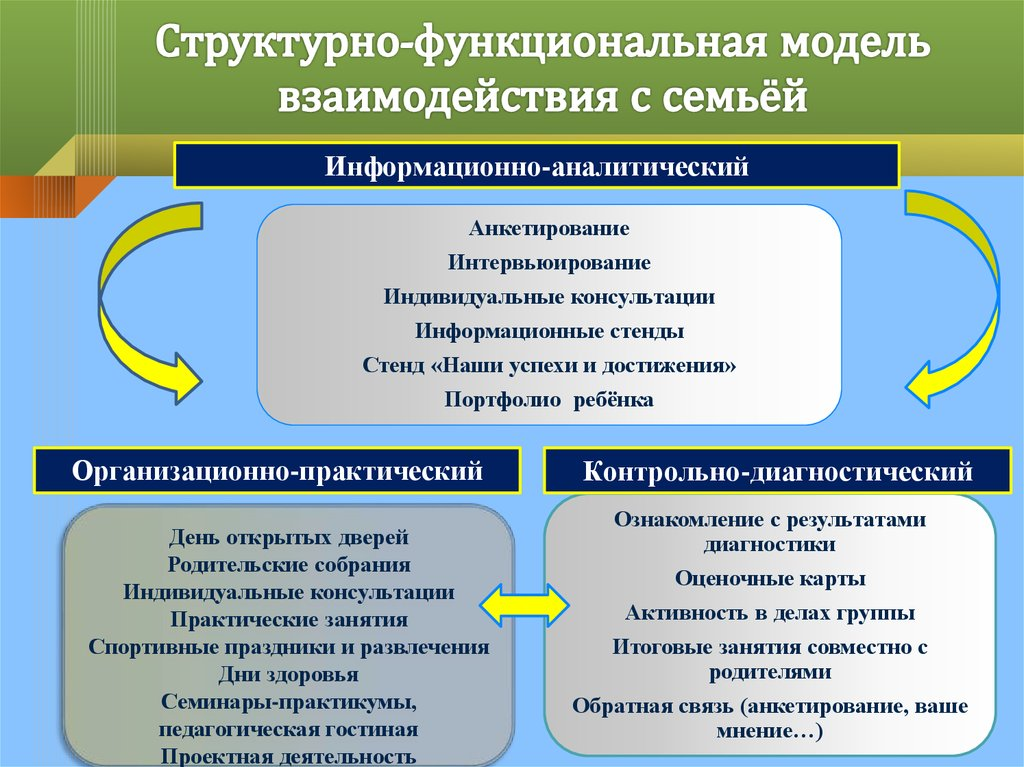 Структурно-функциональная модель
взаимодействия с семьёй
Информационно-аналитический
Анкетирование
Интервьюирование
Индивидуальные консультации
Информационные стенды
Стенд «Наши успехи и достижения»
Портфолио ребёнка
Организационно-практический
День открытых дверей
Родительские собрания
Индивидуальные консультации
Практические занятия
Спортивные праздники и развлечения
Дни здоровья
Семинары-практикумы,
педагогическая гостиная
Проектная деятельность
Контрольно-диагностический
Ознакомление с результатами
диагностики
Оценочные карты
Активность в делах группы
Итоговые занятия совместно с
родителями
Обратная связь (анкетирование, ваше
мнение…)